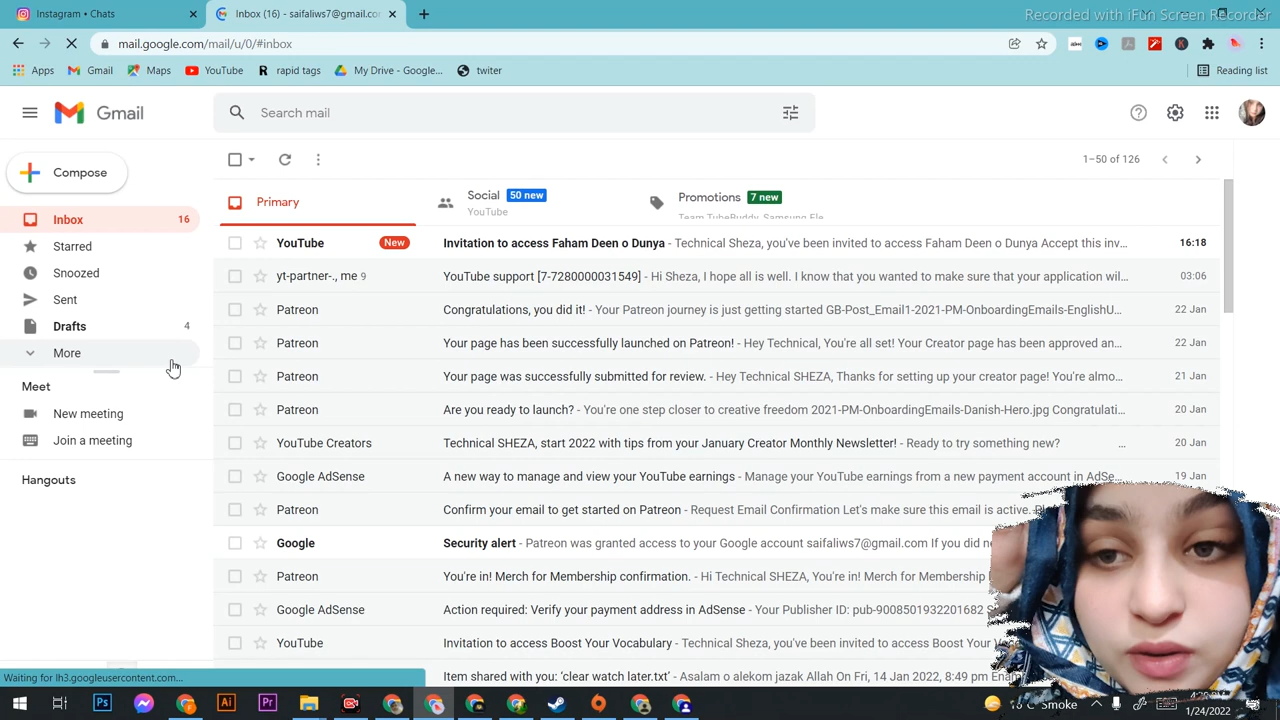 Instagram • Chats
Inbox (16) - saifaliws7@gmail.co
Recorded with iFun Screen Recorder
mail.google.com/mail/u/0/#inbox
Apps Gmail Maps YouTube R rapid tags My Drive - Google... twiter Reading list
Gmail
Search mail
Compose
1–50 of 126
Inbox 16
Starred
Snoozed
Sent
Drafts 4
More
Meet
New meeting
Join a meeting
Hangouts
Primary
Social 50 new
YouTube
Promotions 7 new
Team TubeBuddy, Samsung Ele...
YouTube New Invitation to access Faham Deen o Dunya - Technical Sheza, you've been invited to access Faham Deen o Dunya Accept this inv... 16:18
yt-partner-., me 9 YouTube support [7-7280000031549] - Hi Sheza, I hope all is well. I know that you wanted to make sure that your application wil... 03:06
Patreon Congratulations, you did it! - Your Patreon journey is just getting started GB-Post_Email1-2021-PM-OnboardingEmails-EnglishU... 22 Jan
Patreon Your page has been successfully launched on Patreon! - Hey Technical, You're all set! Your Creator page has been approved an... 22 Jan
Patreon Your page was successfully submitted for review. - Hey Technical SHEZA, Thanks for setting up your creator page! You're almo... 21 Jan
Patreon Are you ready to launch? - You're one step closer to creative freedom 2021-PM-OnboardingEmails-Danish-Hero.jpg Congratulati... 20 Jan
YouTube Creators Technical SHEZA, start 2022 with tips from your January Creator Monthly Newsletter! - Ready to try something new? ... 20 Jan
Google AdSense A new way to manage and view your YouTube earnings - Manage your YouTube earnings from a new payment account in AdSe... 19 Jan
Patreon Confirm your email to get started on Patreon - Request Email Confirmation Let's make sure this email is active.
Google Security alert - Patreon was granted access to your Google account saifaliws7@gmail.com If you did
Patreon You're in! Merch for Membership confirmation. - Hi Technical SHEZA, You're in! Merch for Membership
Google AdSense Action required: Verify your payment address in AdSense - Your Publisher ID: pub-9008501932201682
YouTube Invitation to access Boost Your Vocabulary - Technical Sheza, you've been invited to access Boost Your
Item shared with you: 'clear watch later.txt' - Asalam o alekom jazak Allah On Fri, 14 Jan 2022, 8:49 pm
Waiting for lh3.googleusercontent.com...
Ps Ai Pr
Smoke
1/24/2022